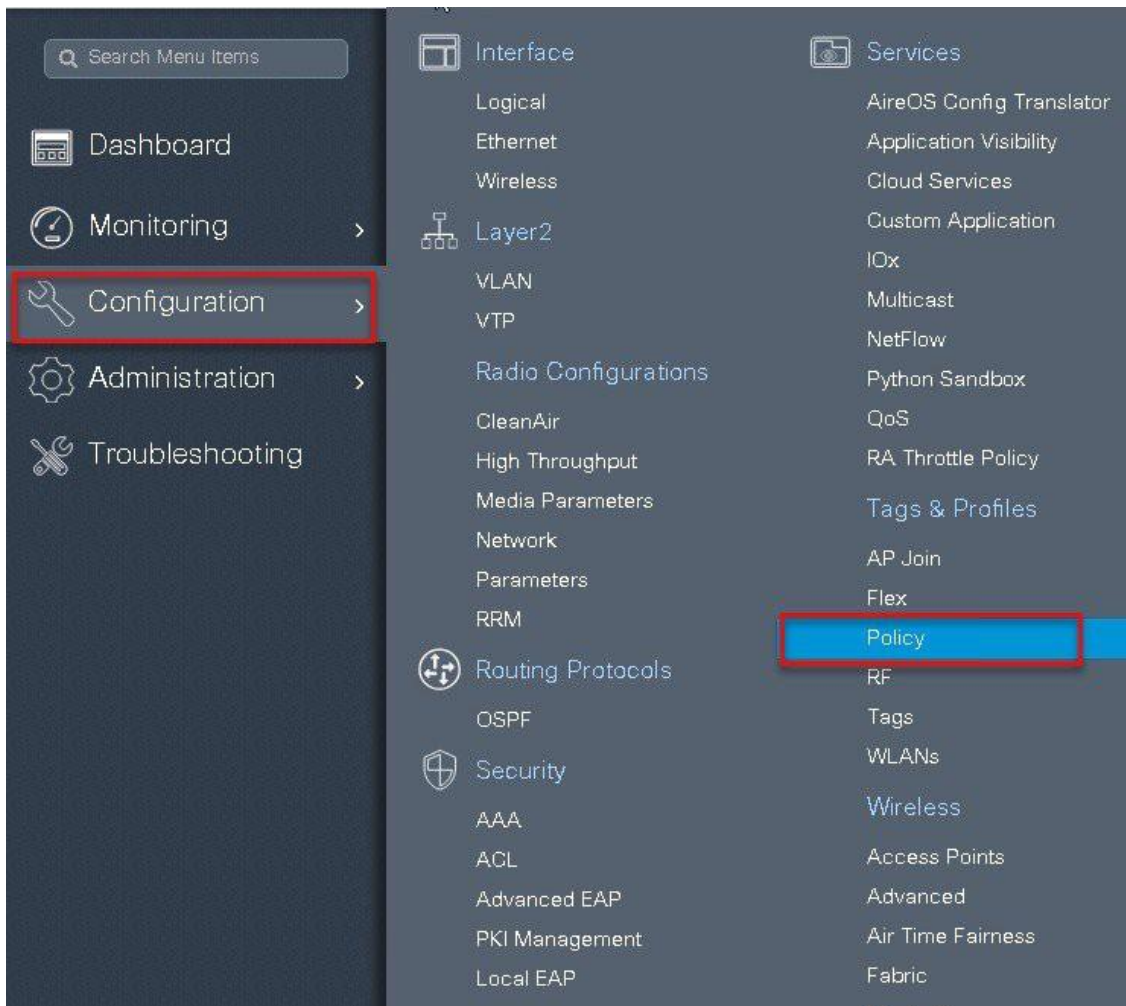 Search Menu Items
Dashboard
Monitoring
Configuration
Administration
Troubleshooting
Interface
Logical
Ethernet
Wireless
Layer2
VLAN
VTP
Radio Configurations
CleanAir
High Throughput
Media Parameters
Network
Parameters
RRM
Routing Protocols
OSPF
Security
AAA
ACL
Advanced EAP
PKI Management
Local EAP
Services
AireOS Config Translator
Application Visibility
Cloud Services
Custom Application
IOx
Multicast
NetFlow
Python Sandbox
QoS
RA Throttle Policy
Tags & Profiles
AP Join
Flex
Policy
RF
Tags
WLANs
Wireless
Access Points
Advanced
Air Time Fairness
Fabric